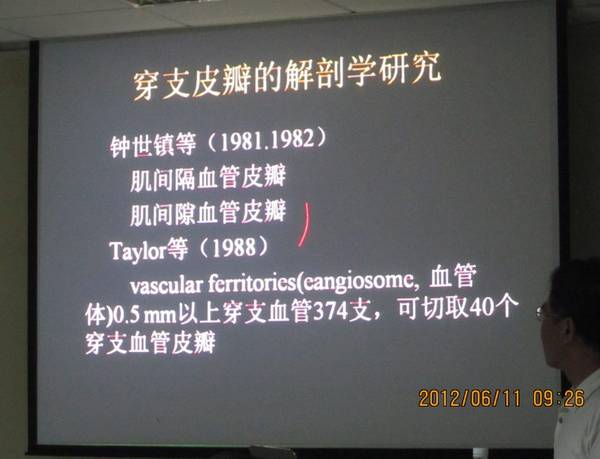 穿支皮瓣的解剖学研究
钟世镇等（1981.1982）
肌间隔血管皮瓣
肌间隙血管皮瓣
Taylor等（1988）
vascular ferritories(eangiosome, 血管
体)0.5 mm以上穿支血管374支，可切取40个
穿支血管皮瓣
2012/06/11 09:26